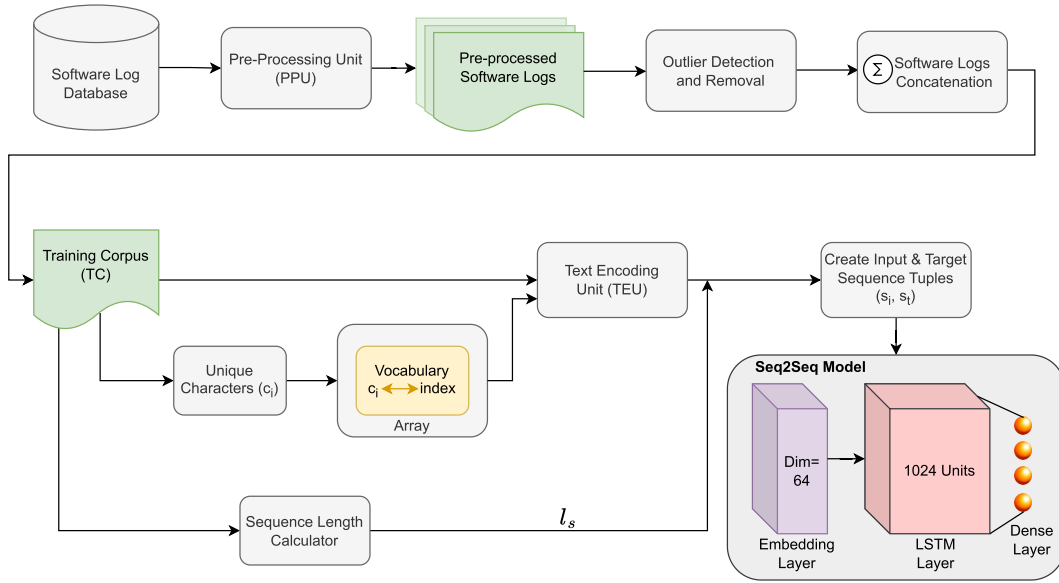 Software Log
Database
Pre-Processing Unit
(PPU)
Pre-processed
Software Logs
Outlier Detection
and Removal
Σ Software Logs
Concatenation
Training Corpus
(TC)
Text Encoding
Unit (TEU)
Create Input & Target
Sequence Tuples
(sᵢ, sₜ)
Unique
Characters (cᵢ)
Vocabulary
cᵢ index
Array
Seq2Seq Model
Dim=
64
1024 Units
Embedding
Layer
LSTM
Layer
Dense
Layer
Sequence Length
Calculator
lₛ